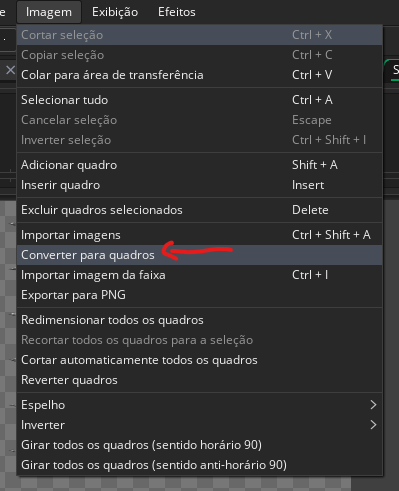 e Imagem Exibição Efeitos
Cortar seleção Ctrl + X
Copiar seleção Ctrl + C
Colar para área de transferência Ctrl + V
Selecionar tudo Ctrl + A
Cancelar seleção Escape
Inverter seleção Ctrl + Shift + I
Adicionar quadro Shift + A
Inserir quadro Insert
Excluir quadros selecionados Delete
Importar imagens Ctrl + Shift + A
Converter para quadros
Importar imagem da faixa Ctrl + I
Exportar para PNG
Redimensionar todos os quadros
Recortar todos os quadros para a seleção
Cortar automaticamente todos os quadros
Reverter quadros
Espelho
Inverter
Girar todos os quadros (sentido horário 90)
Girar todos os quadros (sentido anti-horário 90)